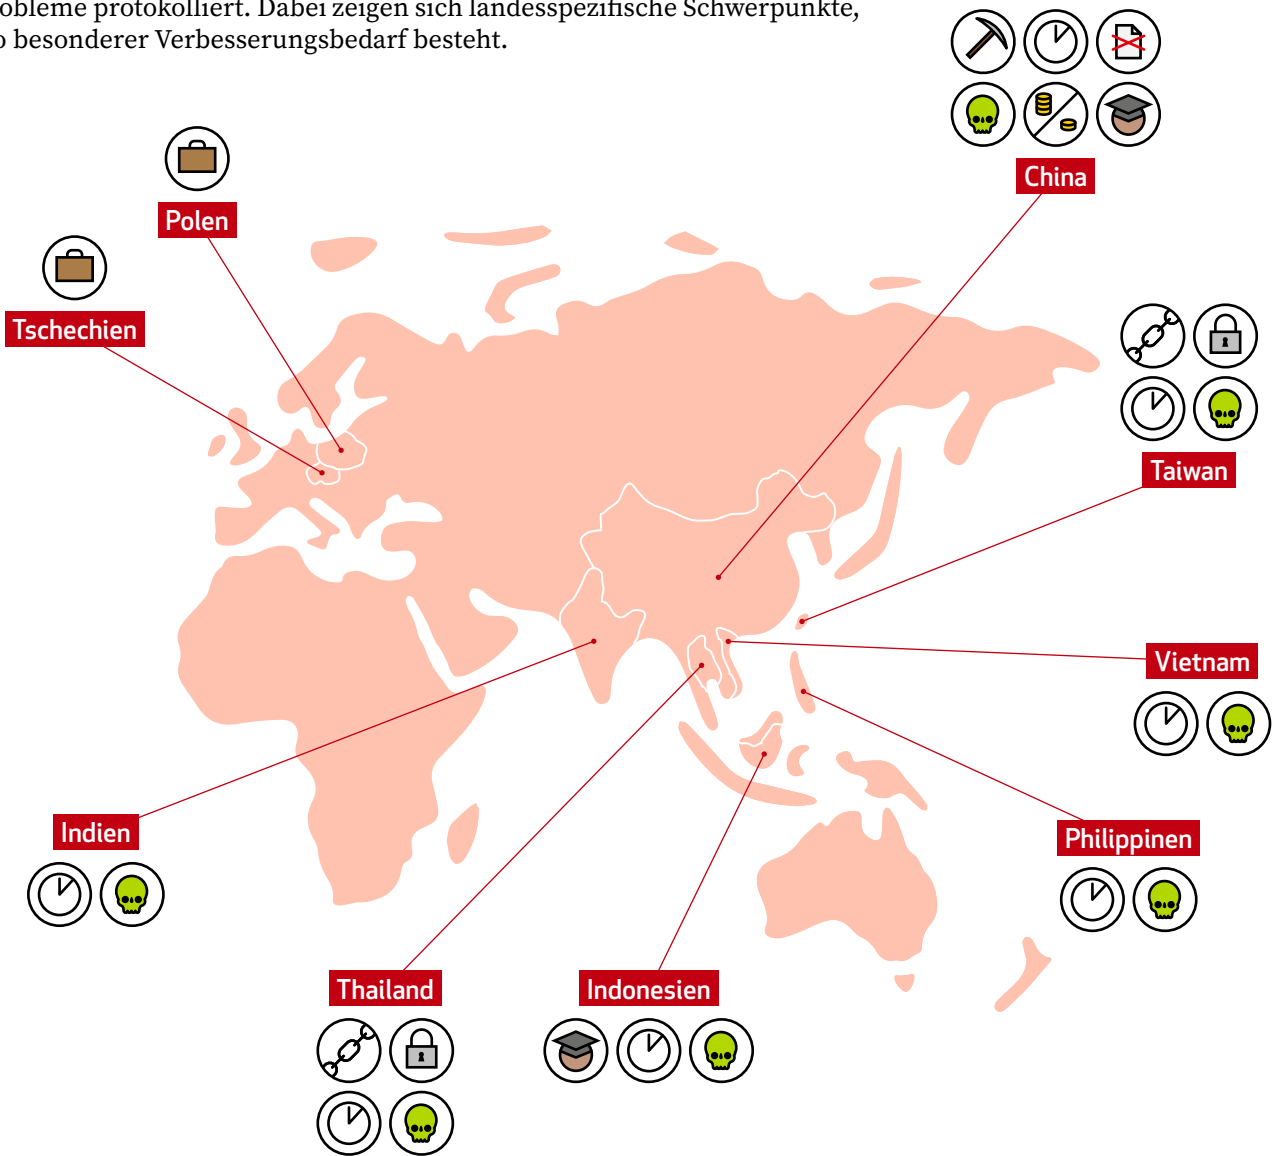 obleme protokolliert. Dabei zeigen sich landesspezifische Schwerpunkte,
o besonderer Verbesserungsbedarf besteht.
China
Polen
Tschechien
Taiwan
Vietnam
Indien
Philippinen
Thailand
Indonesien